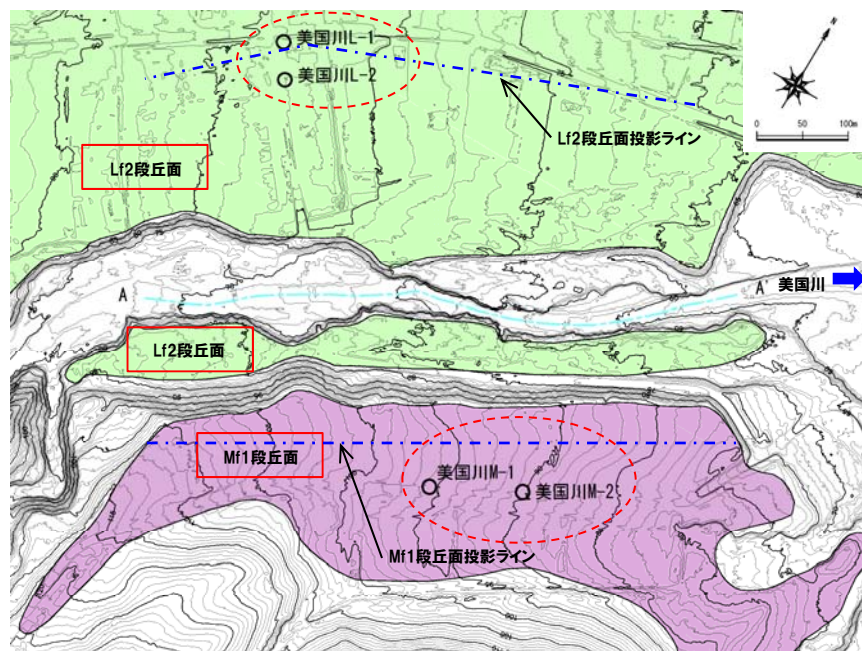 美国川L-1
美国川L-2
N
0 50 100m
Lf2段丘面投影ライン
Lf2段丘面
A
A'
美国川
Lf2段丘面
Mf1段丘面
美国川M-1
美国川M-2
Mf1段丘面投影ライン